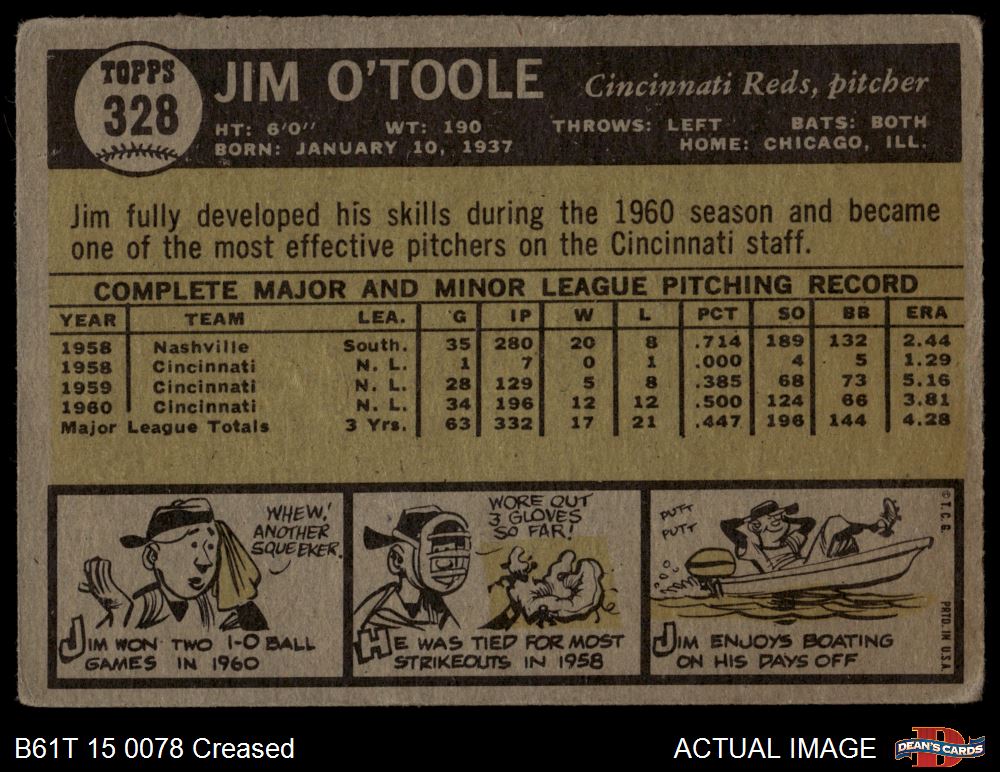 TOPPS
328
JIM O'TOOLE
Cincinnati Reds, pitcher
HT: 6'0" WT: 190 THROWS: LEFT BATS: BOTH
BORN: JANUARY 10, 1937 HOME: CHICAGO, ILL.
Jim fully developed his skills during the 1960 season and became
one of the most effective pitchers on the Cincinnati staff.
COMPLETE MAJOR AND MINOR LEAGUE PITCHING RECORD
YEAR TEAM LEA. G IP W L PCT SO BB ERA
1958 Nashville South. 35 280 20 8 .714 189 132 2.44
1958 Cincinnati N. L. 1 7 0 1 .000 4 5 1.29
1959 Cincinnati N. L. 28 129 5 8 .385 68 73 5.16
1960 Cincinnati N. L. 34 196 12 12 .500 124 66 3.81
Major League Totals 3 Yrs. 63 332 17 21 .447 196 144 4.28
WHEW!
ANOTHER
SQUEEKER.
JIM WON TWO 1-0 BALL
GAMES IN 1960
WORE OUT
3 GLOVES
SO FAR!
HE WAS TIED FOR MOST
STRIKEOUTS IN 1958
PUTT
PUTT
JIM ENJOYS BOATING
ON HIS DAYS OFF
© T. C. G.
PRTD. IN U.S.A.
B61T 15 0078 Creased
ACTUAL IMAGE
DEAN'S CARDS